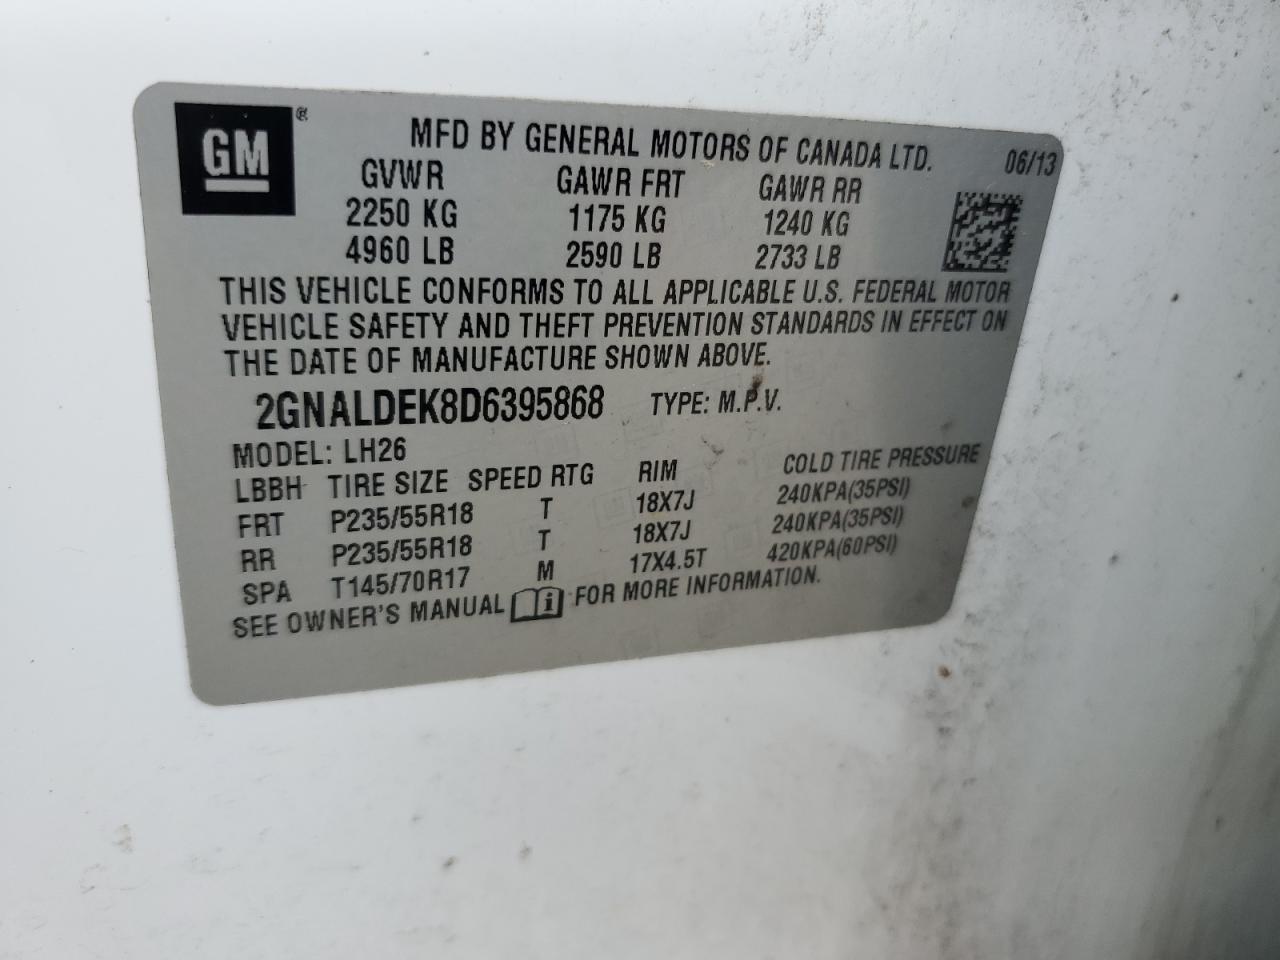 GM ®
MFD BY GENERAL MOTORS OF CANADA LTD. 06/13
GVWR GAWR FRT GAWR RR
2250 KG 1175 KG 1240 KG
4960 LB 2590 LB 2733 LB
THIS VEHICLE CONFORMS TO ALL APPLICABLE U.S. FEDERAL MOTOR
VEHICLE SAFETY AND THEFT PREVENTION STANDARDS IN EFFECT ON
THE DATE OF MANUFACTURE SHOWN ABOVE.
2GNALDEK8D6395868 TYPE: M.P.V.
MODEL: LH26
LBBH TIRE SIZE SPEED RTG RIM COLD TIRE PRESSURE
FRT P235/55R18 T 18X7J 240KPA(35PSI)
RR P235/55R18 T 18X7J 240KPA(35PSI)
SPA T145/70R17 M 17X4.5T 420KPA(60PSI)
SEE OWNER'S MANUAL i FOR MORE INFORMATION.